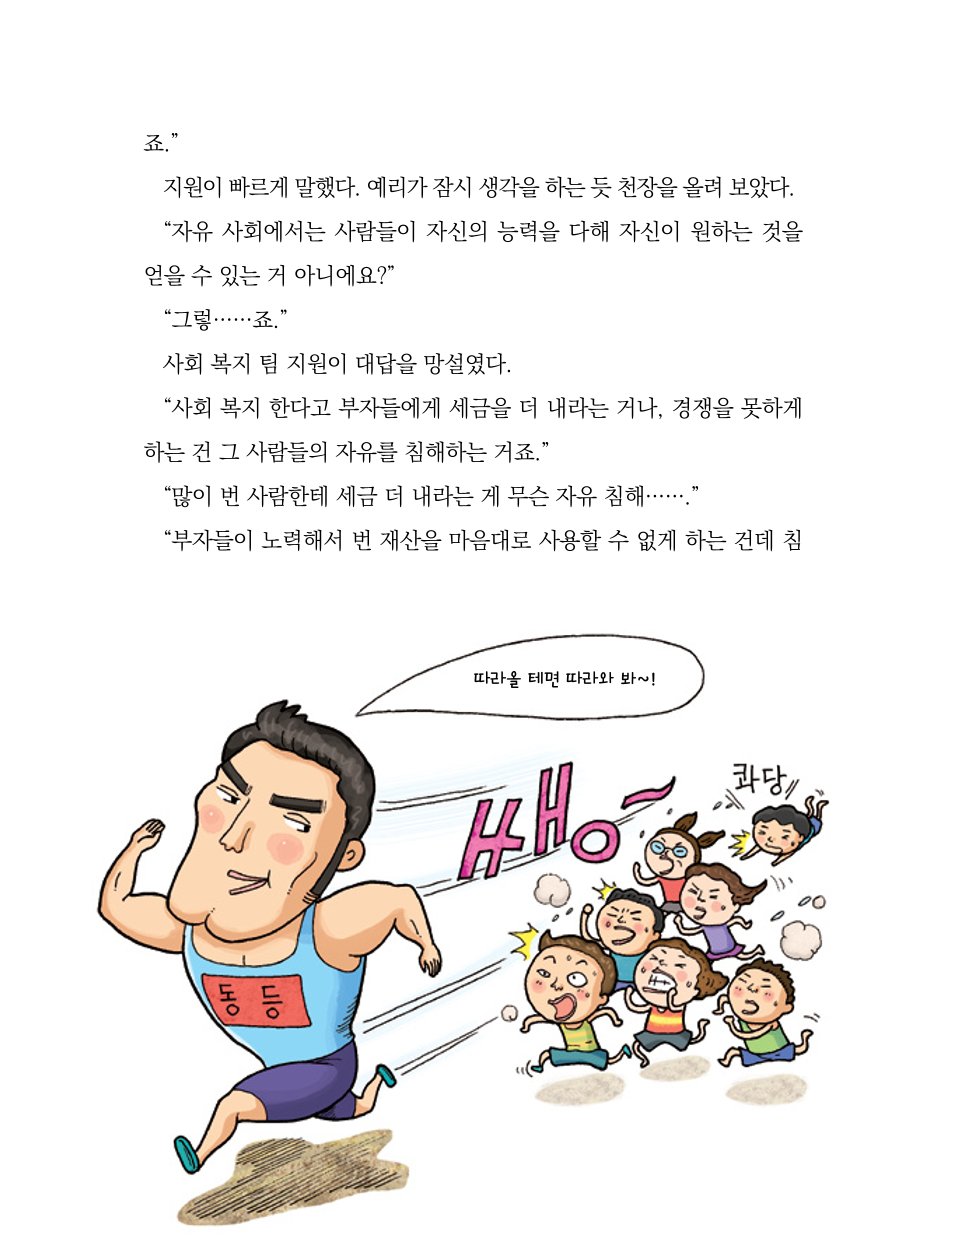 죠.”
지원이 빠르게 말했다. 예리가 잠시 생각을 하는 듯 천장을 올려 보았다.
“자유 사회에서는 사람들이 자신의 능력을 다해 자신이 원하는 것을
얻을 수 있는 거 아니에요?”
“그렇……죠.”
사회 복지 팀 지원이 대답을 망설였다.
“사회 복지 한다고 부자들에게 세금을 더 내라는 거나, 경쟁을 못하게
하는 건 그 사람들의 자유를 침해하는 거죠.”
“많이 번 사람한테 세금 더 내라는 게 무슨 자유 침해…….”
“부자들이 노력해서 번 재산을 마음대로 사용할 수 없게 하는 건데 침
따라올 테면 따라와 봐~!
쌩~
콰당
동등